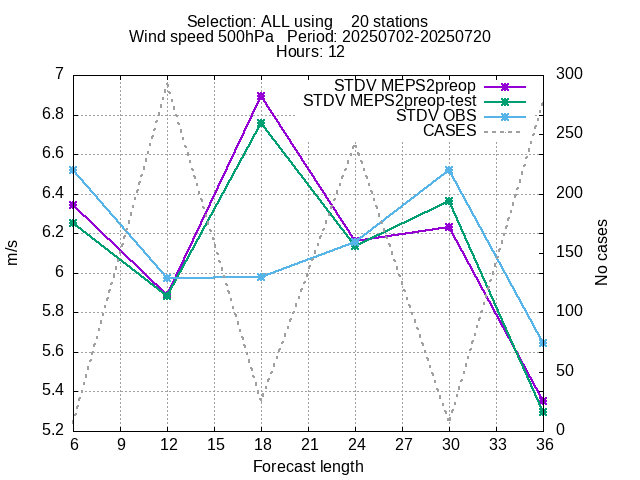 Selection: ALL using    20 stations
Wind speed 500hPa   Period: 20250702-20250720
Hours: 12
STDV MEPS2preop
STDV MEPS2preop-test
STDV OBS
CASES
7
6.8
6.6
6.4
6.2
6
5.8
5.6
5.4
5.2
m/s
300
250
200
150
100
50
0
No cases
6 9 12 15 18 21 24 27 30 33 36
Forecast length